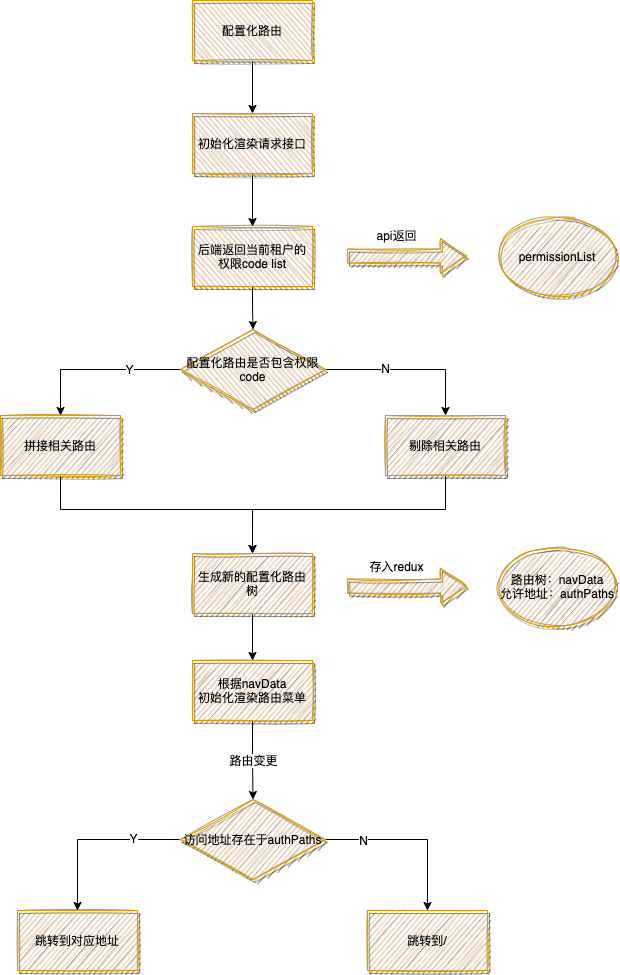 配置化路由
初始化渲染请求接口
后端返回当前租户的
权限code list
api返回
permissionList
配置化路由是否包含权限
code
Y
N
拼接相关路由
剔除相关路由
生成新的配置化路由
树
存入redux
路由树：navData
允许地址：authPaths
根据navData
初始化渲染路由菜单
路由变更
访问地址存在于authPaths
Y
N
跳转到对应地址
跳转到/